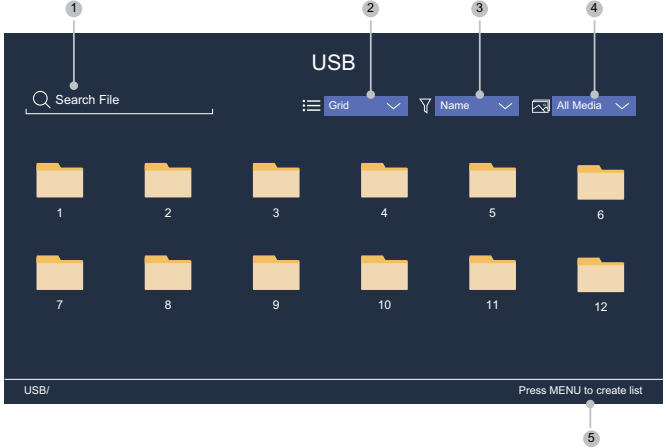 1 2 3 4
USB
Search File Grid Name All Media
1 2 3 4 5 6
7 8 9 10 11 12
USB/ Press MENU to create list
5